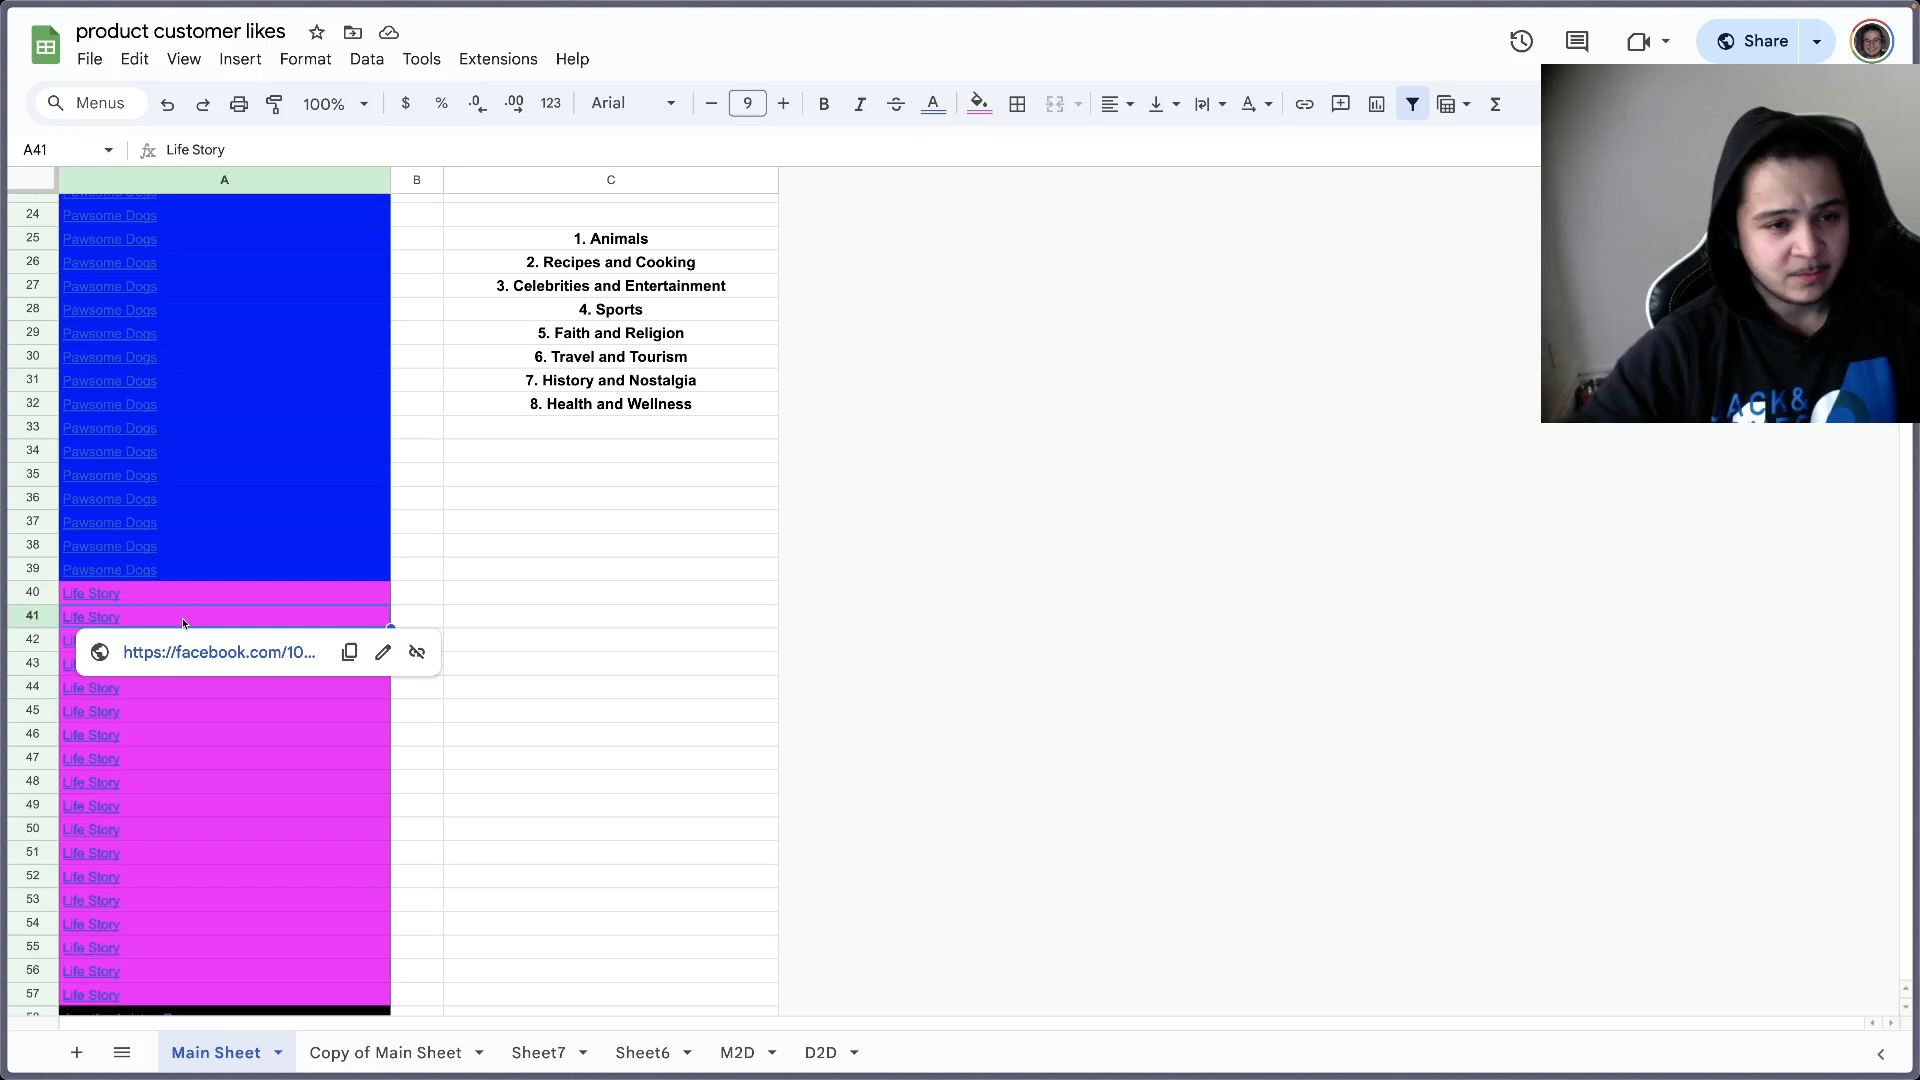 product customer likes
File Edit View Insert Format Data Tools Extensions Help
Share
Menus 100% $ % .0 .00 123 Arial 9 B I
A41 Life Story
A B C
Pawsome Dogs
24 Pawsome Dogs
25 Pawsome Dogs 1. Animals
26 Pawsome Dogs 2. Recipes and Cooking
27 Pawsome Dogs 3. Celebrities and Entertainment
28 Pawsome Dogs 4. Sports
29 Pawsome Dogs 5. Faith and Religion
30 Pawsome Dogs 6. Travel and Tourism
31 Pawsome Dogs 7. History and Nostalgia
32 Pawsome Dogs 8. Health and Wellness
33 Pawsome Dogs
34 Pawsome Dogs
35 Pawsome Dogs
36 Pawsome Dogs
37 Pawsome Dogs
38 Pawsome Dogs
39 Pawsome Dogs
40 Life Story
41 Life Story
42
https://facebook.com/10...
43
44 Life Story
45 Life Story
46 Life Story
47 Life Story
48 Life Story
49 Life Story
50 Life Story
51 Life Story
52 Life Story
53 Life Story
54 Life Story
55 Life Story
56 Life Story
57 Life Story
Main Sheet Copy of Main Sheet Sheet7 Sheet6 M2D D2D